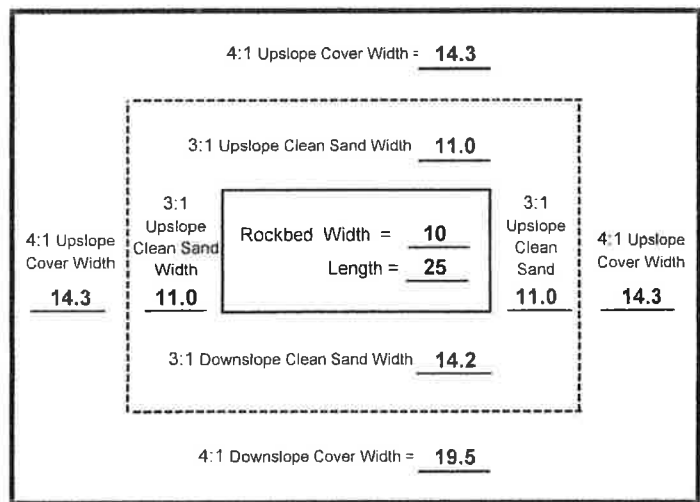 4:1 Upslope Cover Width = 14.3
3:1 Upslope Clean Sand Width 11.0
4:1 Upslope
Cover Width
14.3
3:1
Upslope
Clean Sand
Width
11.0
Rockbed Width = 10
Length = 25
3:1
Upslope
Clean
Sand
11.0
4:1 Upslope
Cover Width
14.3
3:1 Downslope Clean Sand Width 14.2
4:1 Downslope Cover Width = 19.5